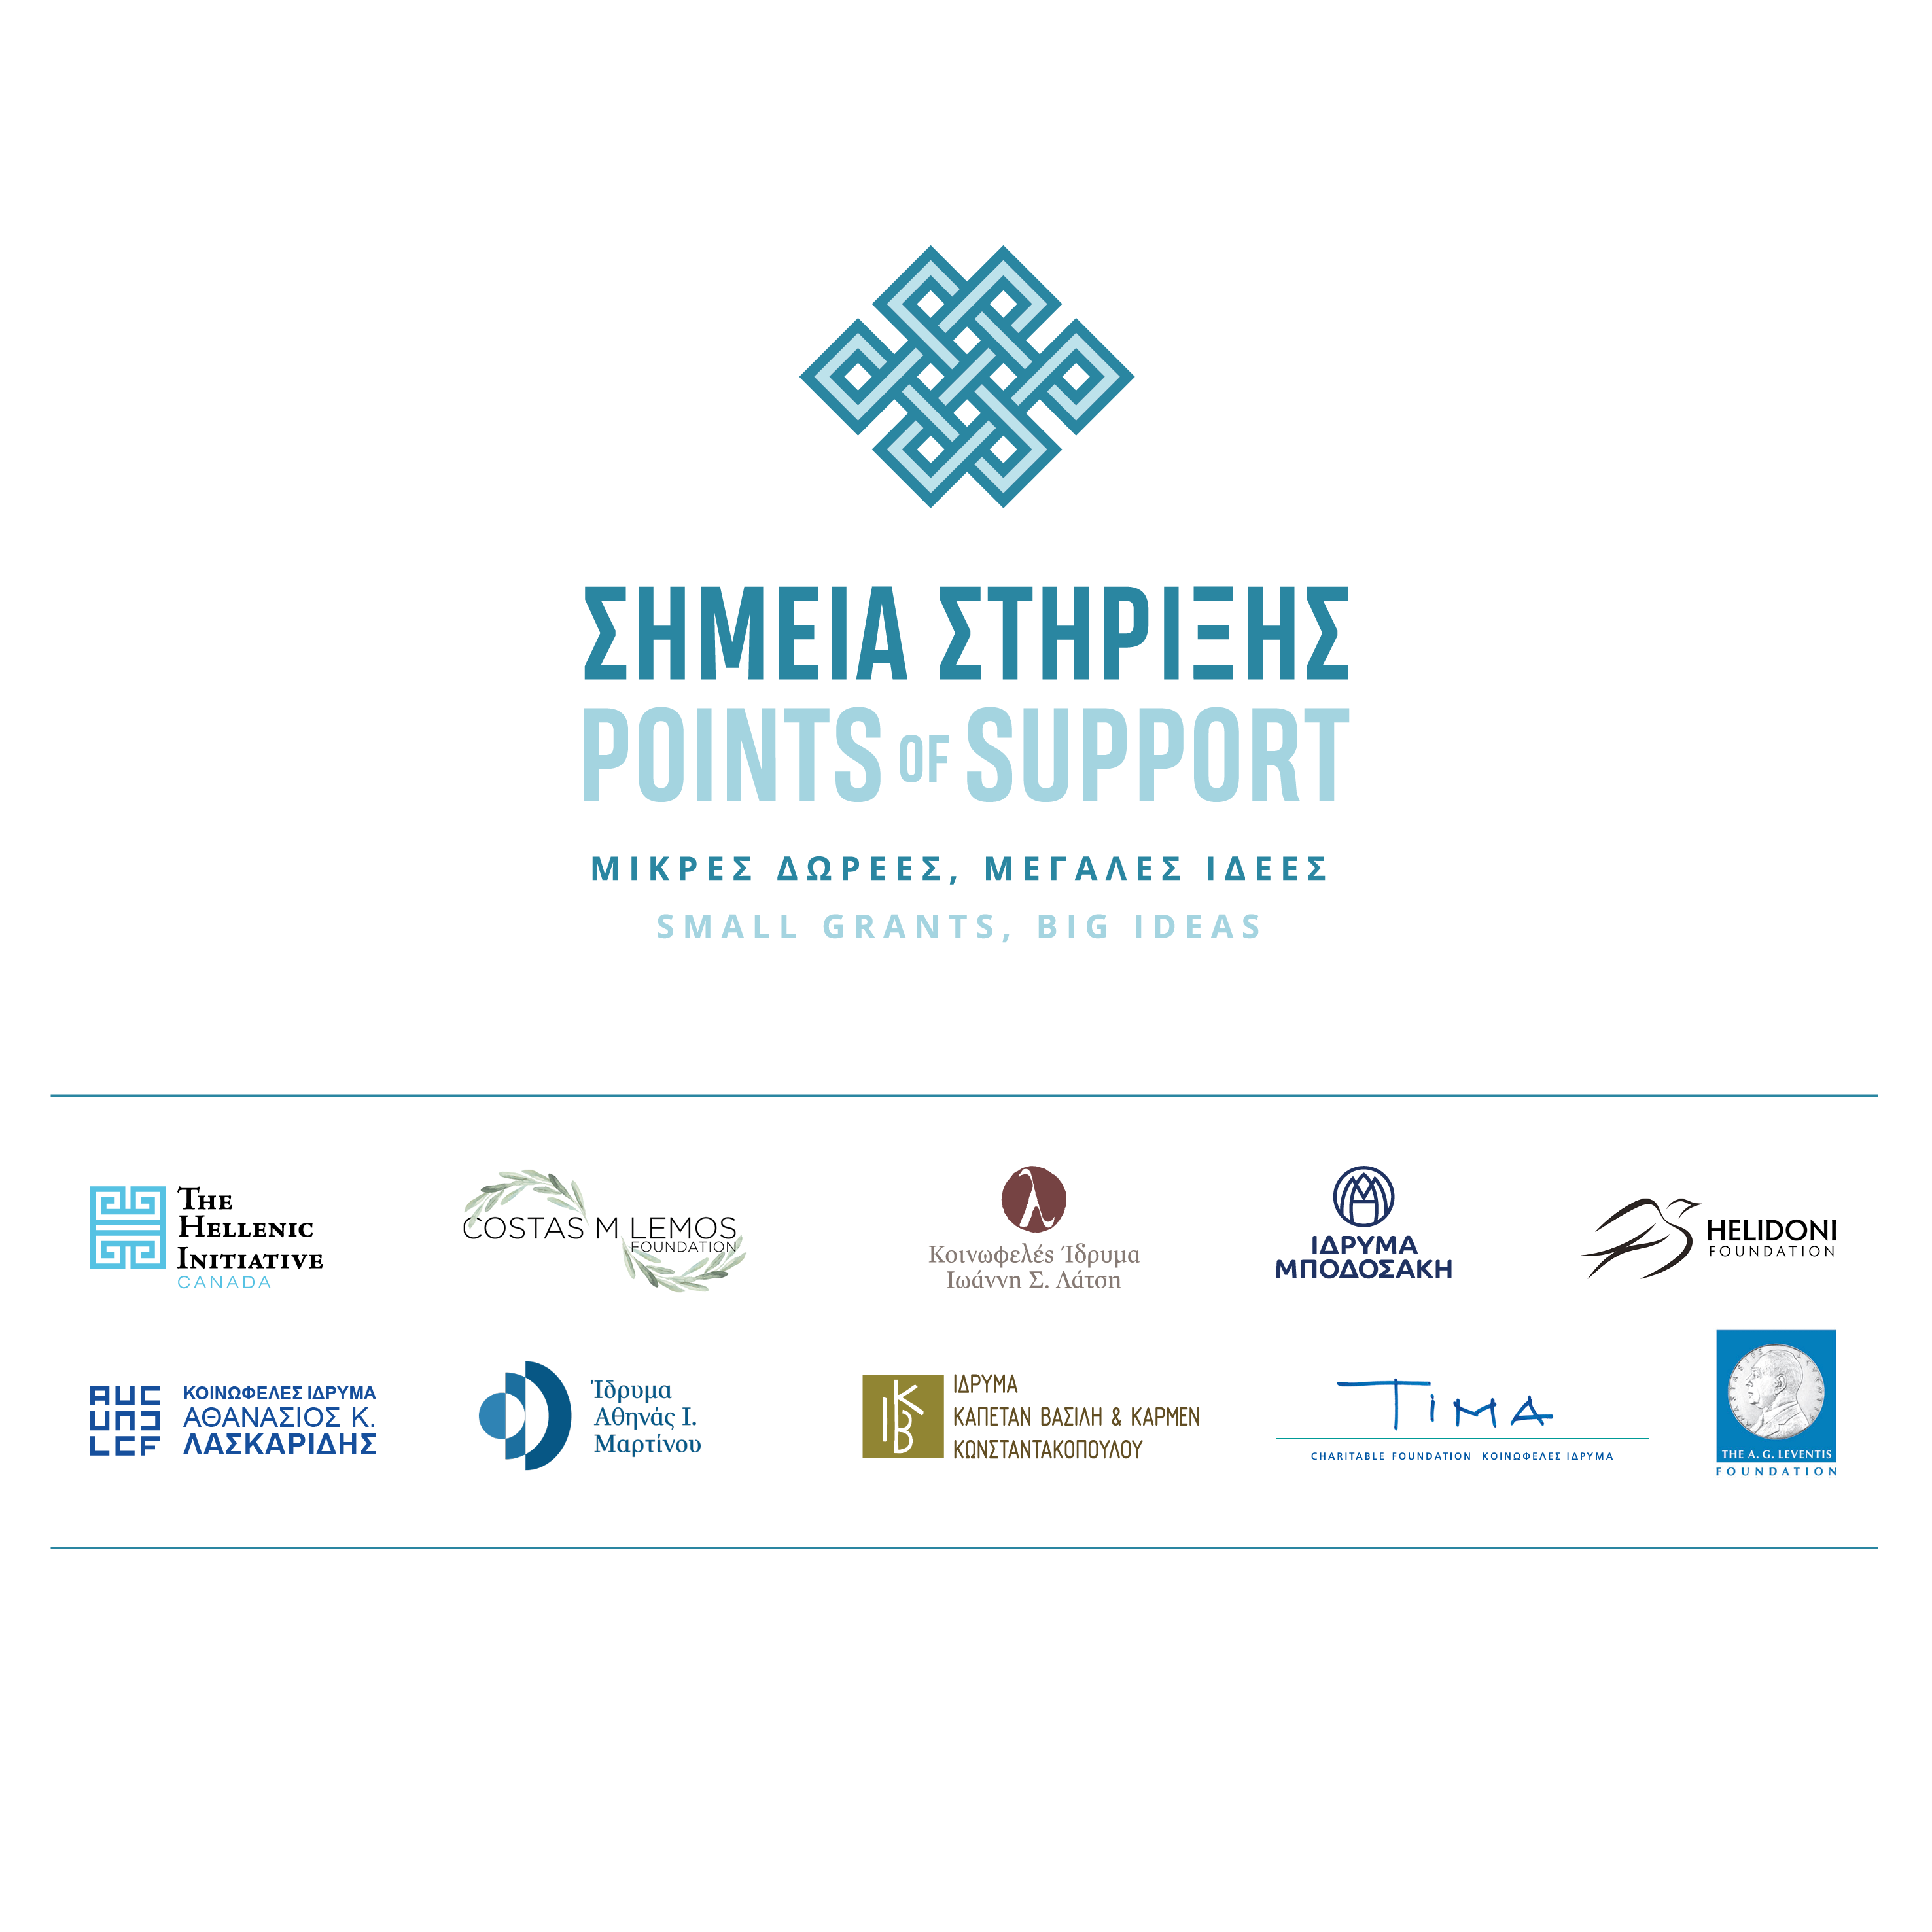 ΣΗΜΕΙΑ ΣΤΗΡΙΞΗΣ
POINTS OF SUPPORT
ΜΙΚΡΕΣ ΔΩΡΕΕΣ, ΜΕΓΑΛΕΣ ΙΔΕΕΣ
SMALL GRANTS, BIG IDEAS
THE
HELLENIC
INITIATIVE
CANADA
COSTAS M LEMOS
FOUNDATION
Κοινωφελές Ίδρυμα
Ιωάννη Σ. Λάτση
ΙΔΡΥΜΑ
ΜΠΟΔΟΣΑΚΗ
HELIDONI
FOUNDATION
ΚΟΙΝΩΦΕΛΕΣ ΙΔΡΥΜΑ
ΑΘΑΝΑΣΙΟΣ Κ.
ΛΑΣΚΑΡΙΔΗΣ
Ίδρυμα
Αθηνάς Ι.
Μαρτίνου
ΙΚΒ
ΙΔΡΥΜΑ
ΚΑΠΕΤΑΝ ΒΑΣΙΛΗ & ΚΑΡΜΕΝ
ΚΩΝΣΤΑΝΤΑΚΟΠΟΥΛΟΥ
TIMA
CHARITABLE FOUNDATION ΚΟΙΝΩΦΕΛΕΣ ΙΔΡΥΜΑ
THE A. G. LEVENTIS
FOUNDATION